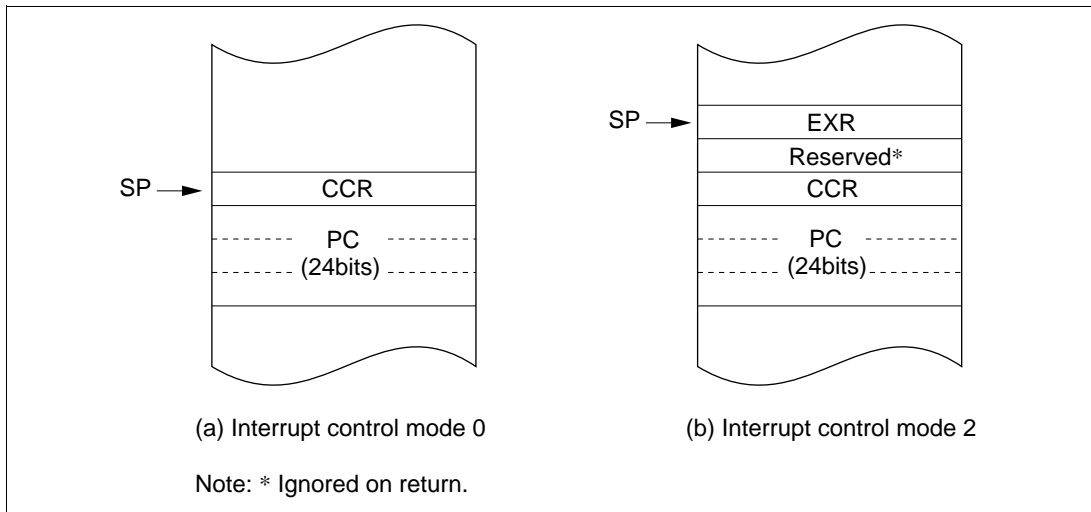 SP
CCR
PC
(24bits)
(a) Interrupt control mode 0
SP
EXR
Reserved*
CCR
PC
(24bits)
(b) Interrupt control mode 2
Note: * Ignored on return.